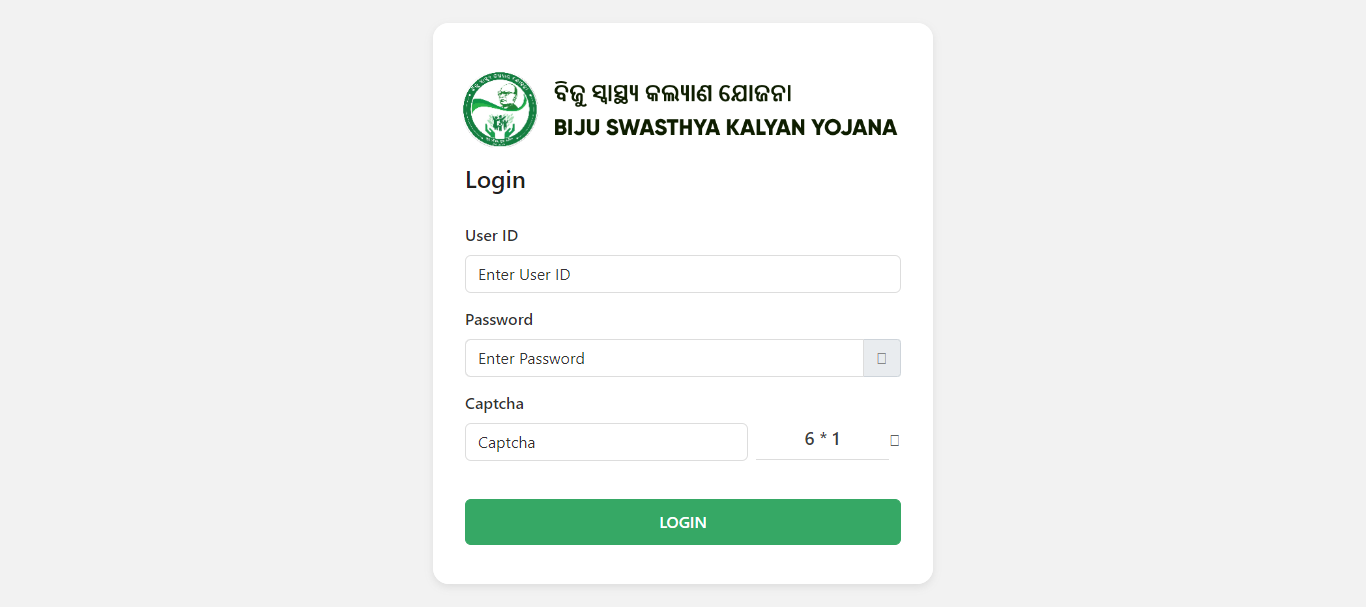 ବିଜୁ ସ୍ୱାସ୍ଥ୍ୟ କଲ୍ୟାଣ ଯୋଜନା
BIJU SWASTHYA KALYAN YOJANA
Login
User ID
Enter User ID
Password
Enter Password
Captcha
Captcha
6 * 1
LOGIN